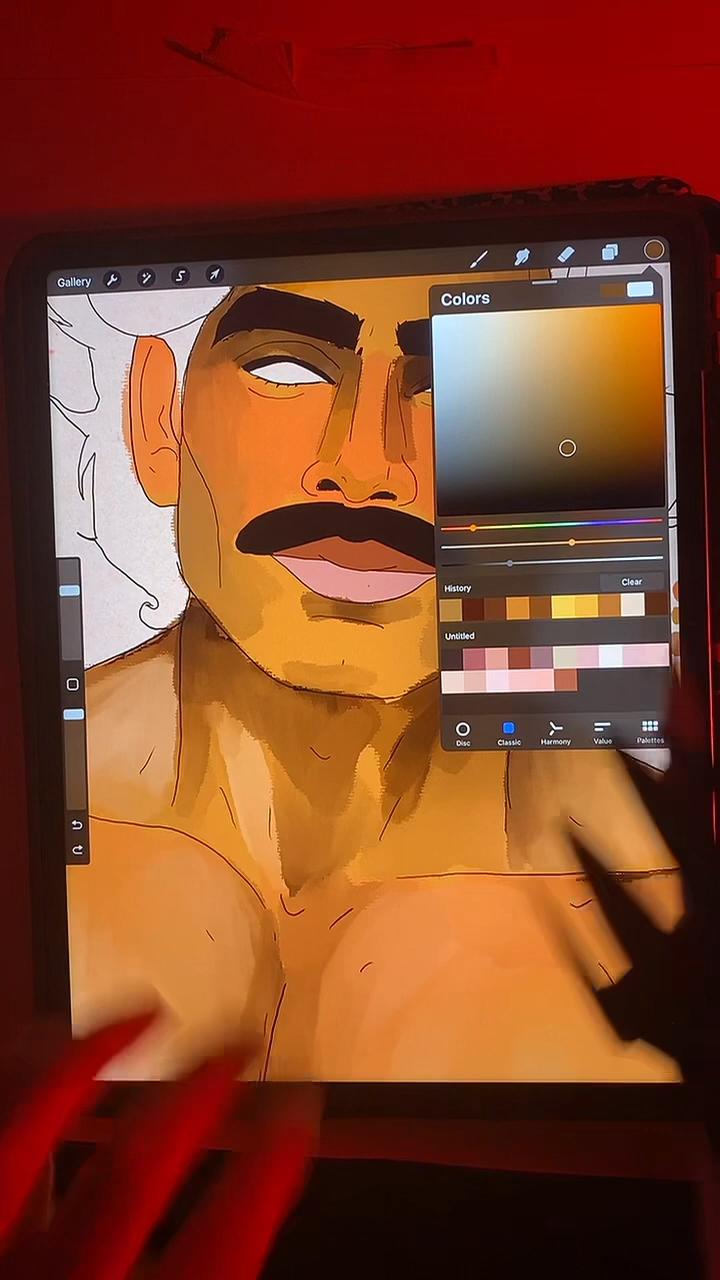 Gallery
Colors
History
Clear
Untitled
Disc
Classic
Harmony
Value
Palettes